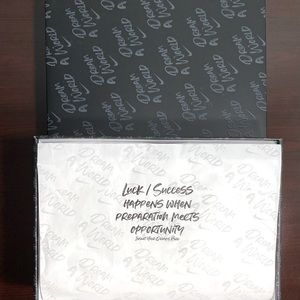 DREAM
A WORLD
Luck / Success
HAPPENS WHEN
PREPARATION MEETS
OPPORTUNITY